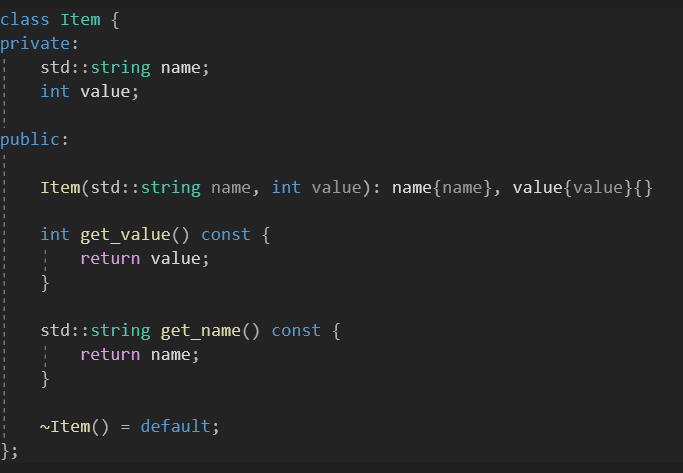 class Item {
private:
    std::string name;
    int value;

public:

    Item(std::string name, int value): name{name}, value{value}{}

    int get_value() const {
        return value;
    }

    std::string get_name() const {
        return name;
    }

    ~Item() = default;
};